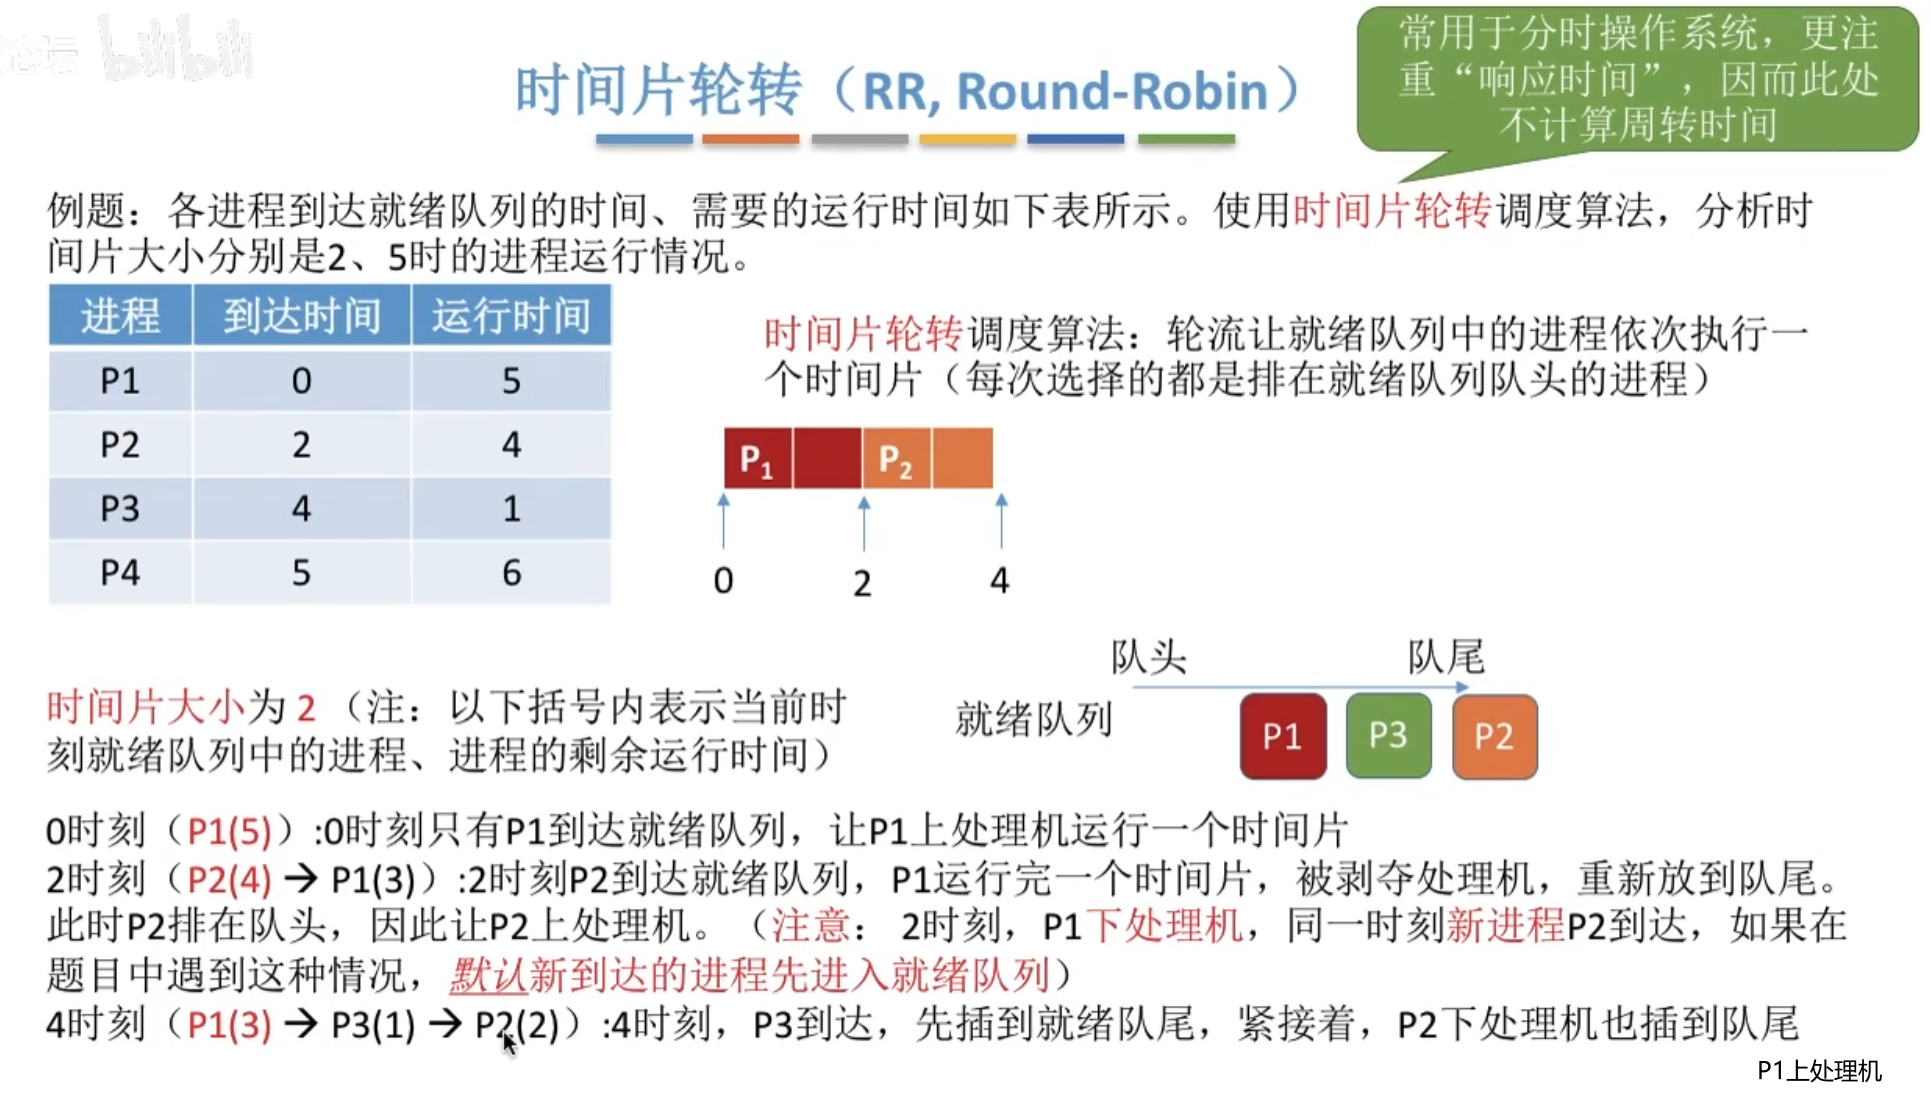 论坛 bilibili
时间片轮转（RR, Round-Robin）
常用于分时操作系统，更注
重“响应时间”，因而此处
不计算周转时间
例题：各进程到达就绪队列的时间、需要的运行时间如下表所示。使用时间片轮转调度算法，分析时
间片大小分别是2、5时的进程运行情况。
进程 到达时间 运行时间
P1 0 5
P2 2 4
P3 4 1
P4 5 6
时间片轮转调度算法：轮流让就绪队列中的进程依次执行一
个时间片（每次选择的都是排在就绪队列队头的进程）
P1 P2
0 2 4
队头 队尾
就绪队列 P1 P3 P2
时间片大小为 2 （注：以下括号内表示当前时
刻就绪队列中的进程、进程的剩余运行时间）
0时刻（P1(5)）:0时刻只有P1到达就绪队列，让P1上处理机运行一个时间片
2时刻（P2(4) → P1(3)）:2时刻P2到达就绪队列，P1运行完一个时间片，被剥夺处理机，重新放到队尾。
此时P2排在队头，因此让P2上处理机。（注意： 2时刻，P1下处理机，同一时刻新进程P2到达，如果在
题目中遇到这种情况，默认新到达的进程先进入就绪队列）
4时刻（P1(3) → P3(1) → P2(2)）:4时刻，P3到达，先插到就绪队尾，紧接着，P2下处理机也插到队尾
P1上处理机